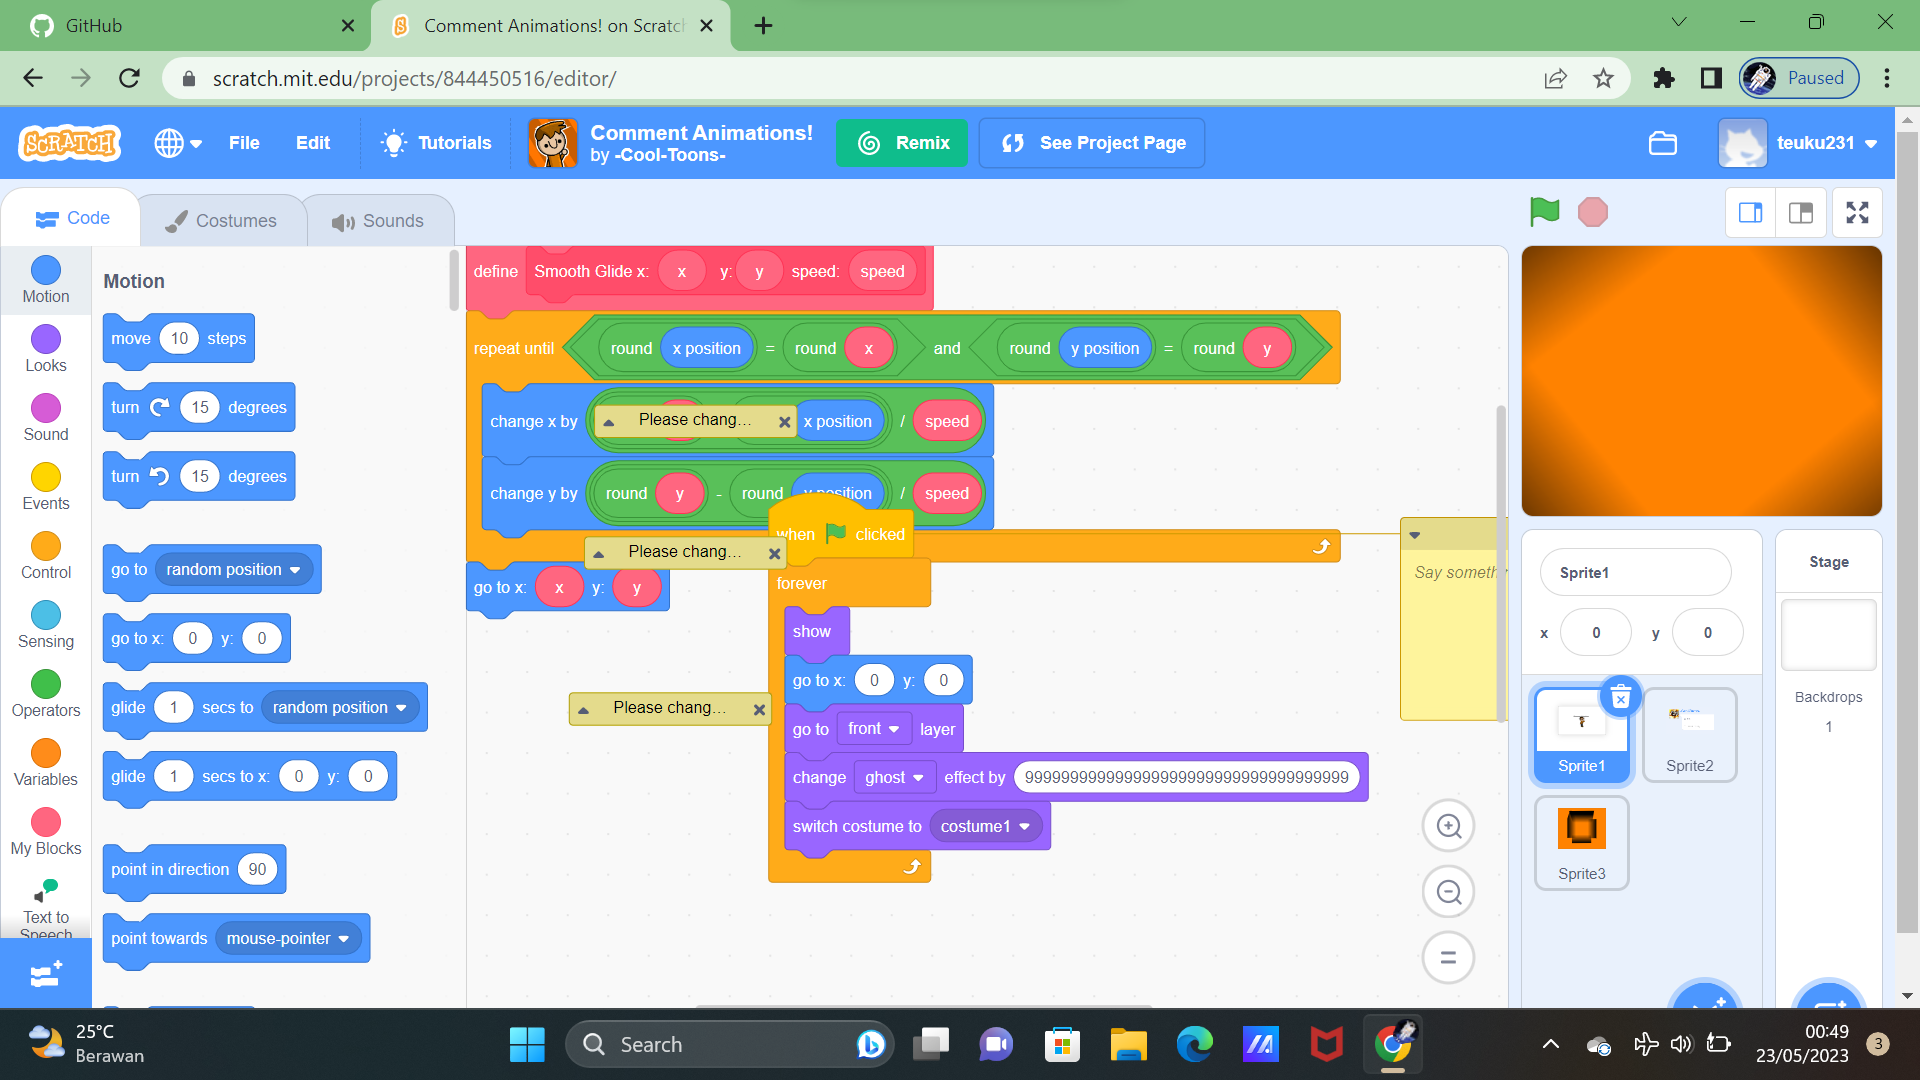 GitHub
Comment Animations! on Scratch
scratch.mit.edu/projects/844450516/editor/
Paused
SCRATCH
File
Edit
Tutorials
Comment Animations!
by -Cool-Toons-
Remix
See Project Page
teuku231
Code
Costumes
Sounds
Motion
Looks
Sound
Events
Control
Sensing
Operators
Variables
My Blocks
Text to
Speech
Motion
move 10 steps
turn 15 degrees
turn 15 degrees
go to random position
go to x: 0 y: 0
glide 1 secs to random position
glide 1 secs to x: 0 y: 0
point in direction 90
point towards mouse-pointer
define Smooth Glide x: x y: y speed: speed
repeat until round x position = round x and round y position = round y
change x by x position / speed
Please chang...
change y by round y - round y position / speed
Please chang...
go to x: x y: y
Please chang...
when clicked
forever
show
go to x: 0 y: 0
go to front layer
change ghost effect by
switch costume to costume1
Say someth
Sprite1
x 0 y 0
Sprite1
Sprite2
Sprite3
Stage
Backdrops
1
25°C
Berawan
Search
00:49
23/05/2023
3